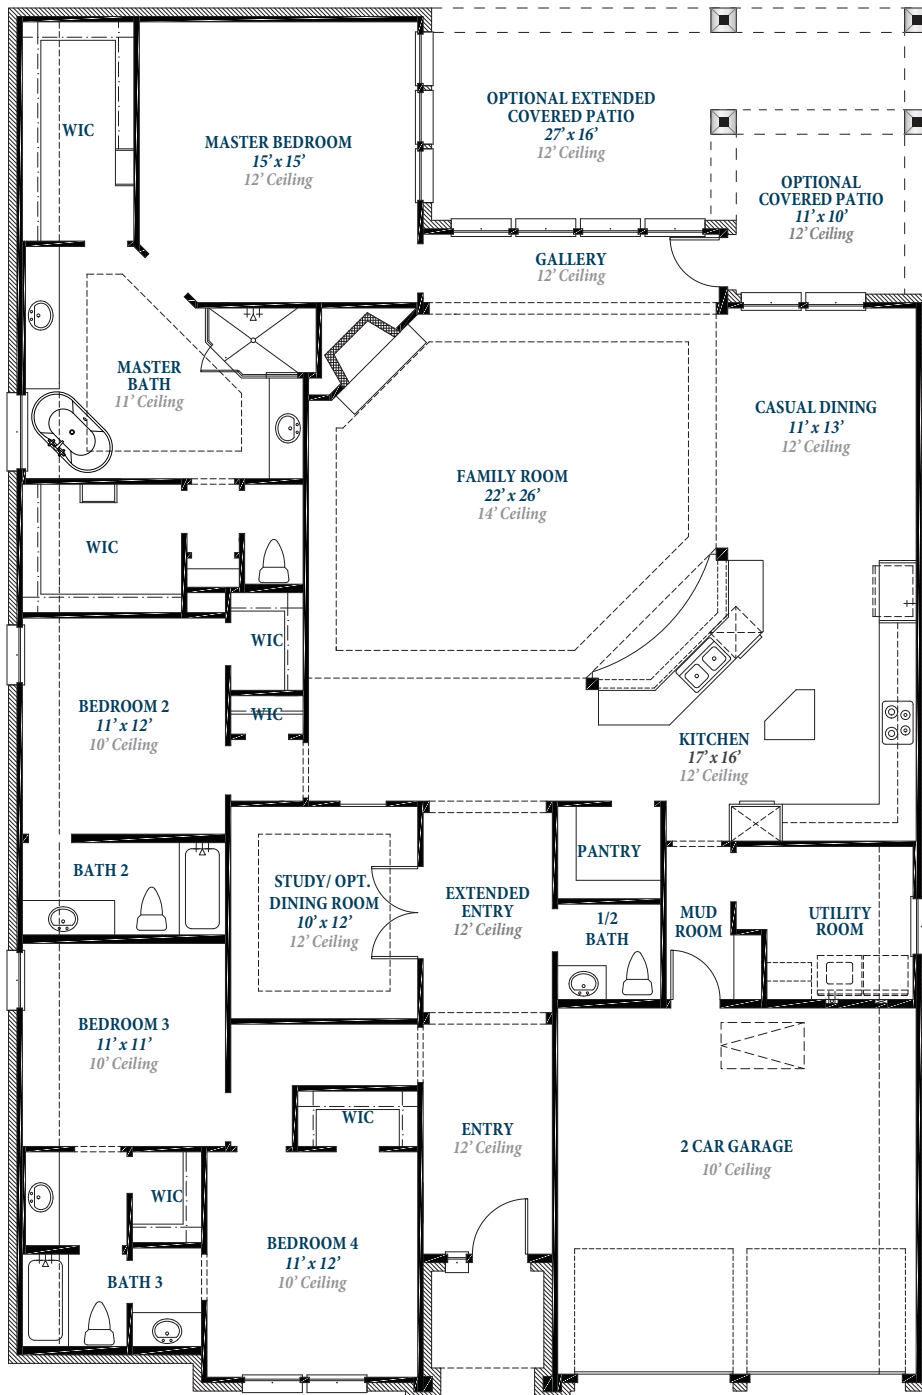 WIC
MASTER BEDROOM
15’ x 15’
12’ Ceiling
OPTIONAL EXTENDED
COVERED PATIO
27’ x 16’
12’ Ceiling
OPTIONAL
COVERED PATIO
11’ x 10’
12’ Ceiling
GALLERY
12’ Ceiling
MASTER
BATH
11’ Ceiling
CASUAL DINING
11’ x 13’
12’ Ceiling
FAMILY ROOM
22’ x 26’
14’ Ceiling
WIC
WIC
BEDROOM 2
11’ x 12’
10’ Ceiling
WIC
KITCHEN
17’ x 16’
12’ Ceiling
BATH 2
STUDY/ OPT.
DINING ROOM
10’ x 12’
12’ Ceiling
EXTENDED
ENTRY
12’ Ceiling
PANTRY
1/2
BATH
MUD
ROOM
UTILITY
ROOM
BEDROOM 3
11’ x 11’
10’ Ceiling
WIC
ENTRY
12’ Ceiling
2 CAR GARAGE
10’ Ceiling
WIC
BEDROOM 4
11’ x 12’
10’ Ceiling
BATH 3